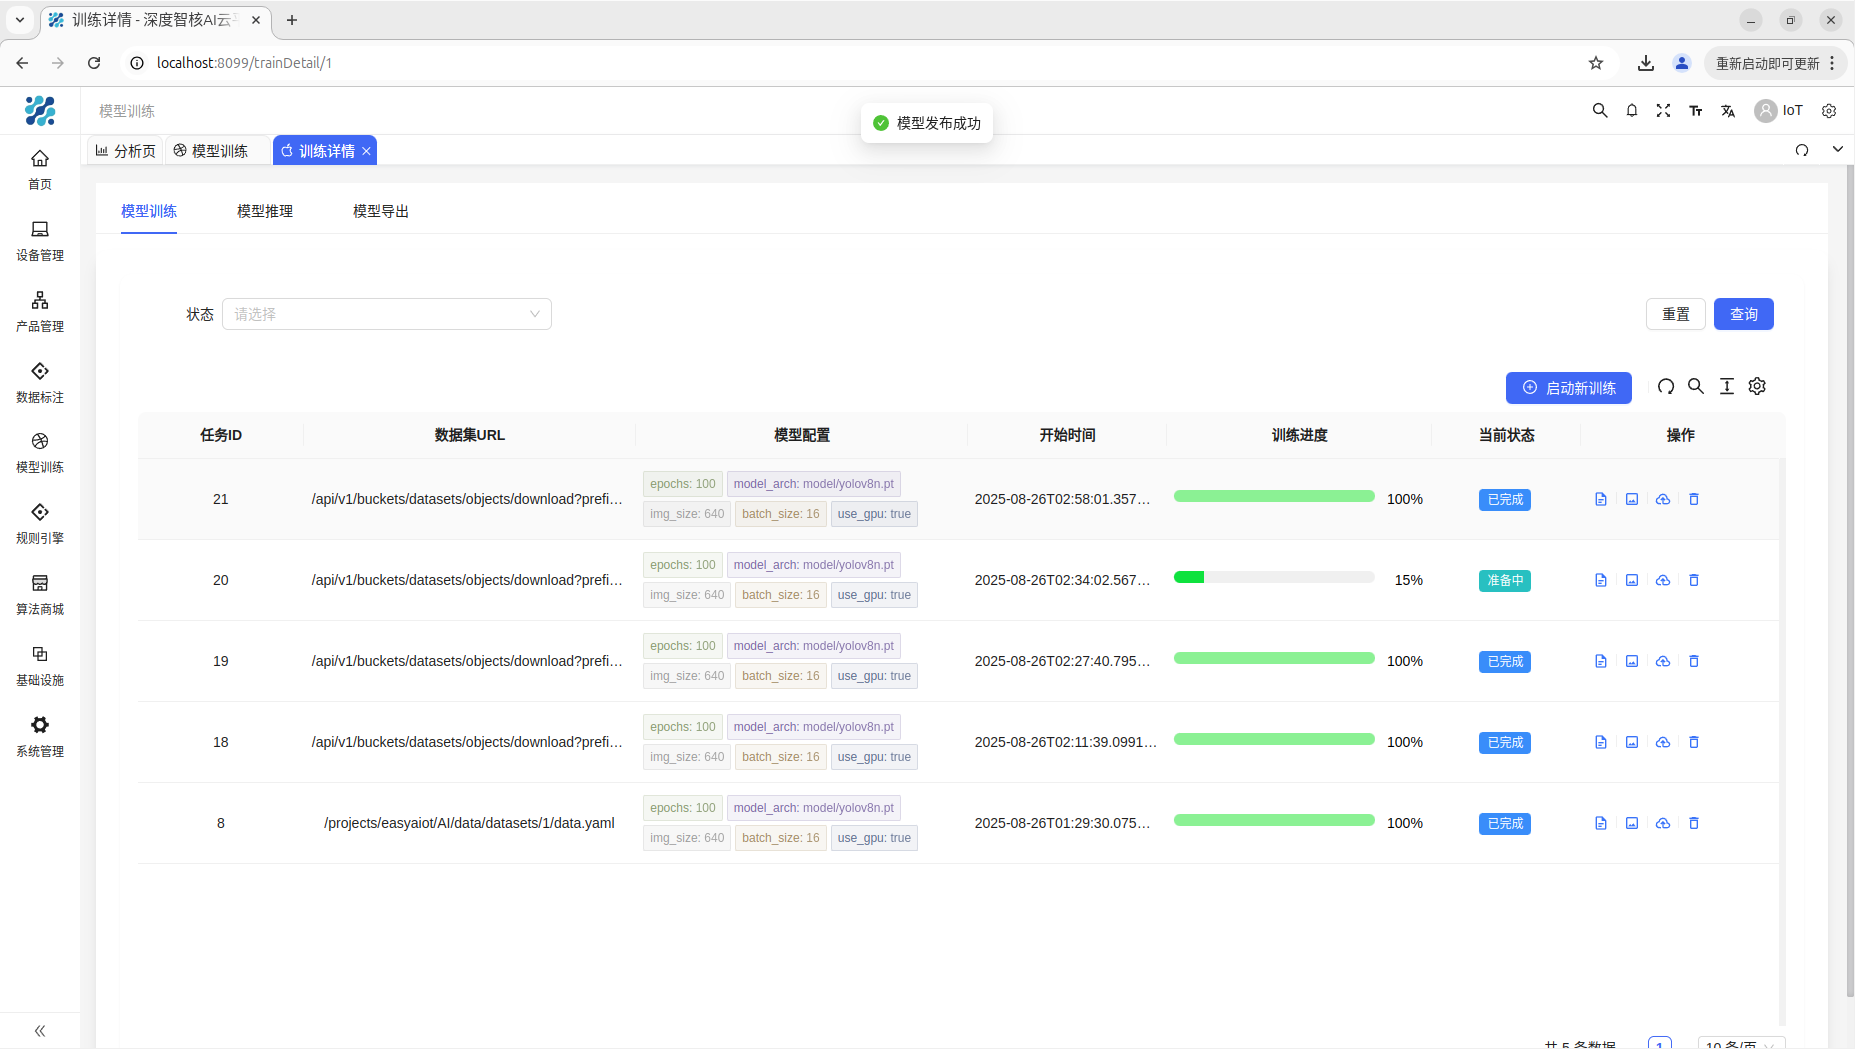 训练详情 - 深度智核AI云
localhost:8099/trainDetail/1
重新启动即可更新
模型训练
模型发布成功
IoT
分析页
模型训练
训练详情
首页
设备管理
产品管理
数据标注
模型训练
规则引擎
算法商城
基础设施
系统管理
模型训练 模型推理 模型导出
状态 请选择 重置 查询
启动新训练
任务ID 数据集URL 模型配置 开始时间 训练进度 当前状态 操作
21 /api/v1/buckets/datasets/objects/download?prefi... epochs: 100 model_arch: model/yolov8n.pt 2025-08-26T02:58:01.357... 100% 已完成
img_size: 640 batch_size: 16 use_gpu: true
20 /api/v1/buckets/datasets/objects/download?prefi... epochs: 100 model_arch: model/yolov8n.pt 2025-08-26T02:34:02.567... 15% 准备中
img_size: 640 batch_size: 16 use_gpu: true
19 /api/v1/buckets/datasets/objects/download?prefi... epochs: 100 model_arch: model/yolov8n.pt 2025-08-26T02:27:40.795... 100% 已完成
img_size: 640 batch_size: 16 use_gpu: true
18 /api/v1/buckets/datasets/objects/download?prefi... epochs: 100 model_arch: model/yolov8n.pt 2025-08-26T02:11:39.0991... 100% 已完成
img_size: 640 batch_size: 16 use_gpu: true
8 /projects/easyaiot/AI/data/datasets/1/data.yaml epochs: 100 model_arch: model/yolov8n.pt 2025-08-26T01:29:30.075... 100% 已完成
img_size: 640 batch_size: 16 use_gpu: true
共 5 条数据 1 10 条/页